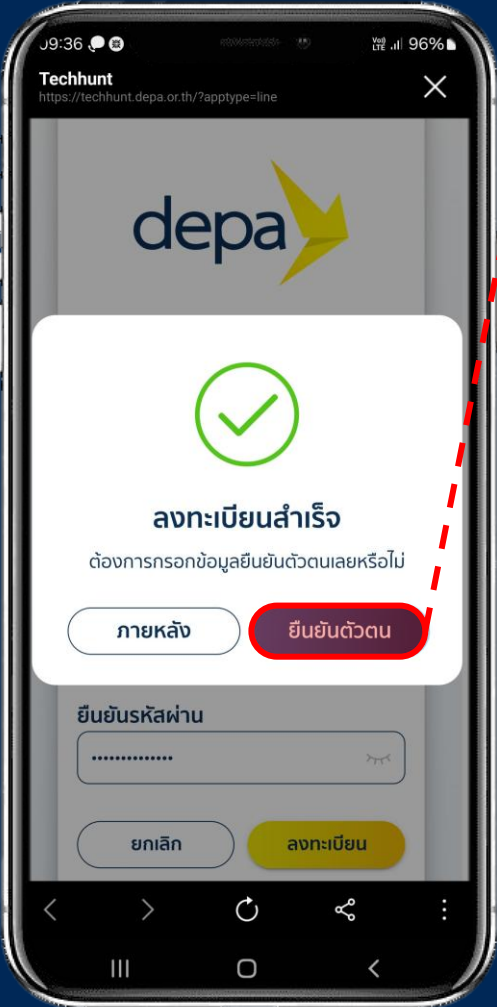 09:36
Vo)) LTE 96%
Techhunt
https://techhunt.depa.or.th/?apptype=line
depa
ลงทะเบียนสำเร็จ
ต้องการกรอกข้อมูลยืนยันตัวตนเลยหรือไม่
ภายหลัง ยืนยันตัวตน
ยืนยันรหัสผ่าน
••••••••••••••
ยกเลิก ลงทะเบียน